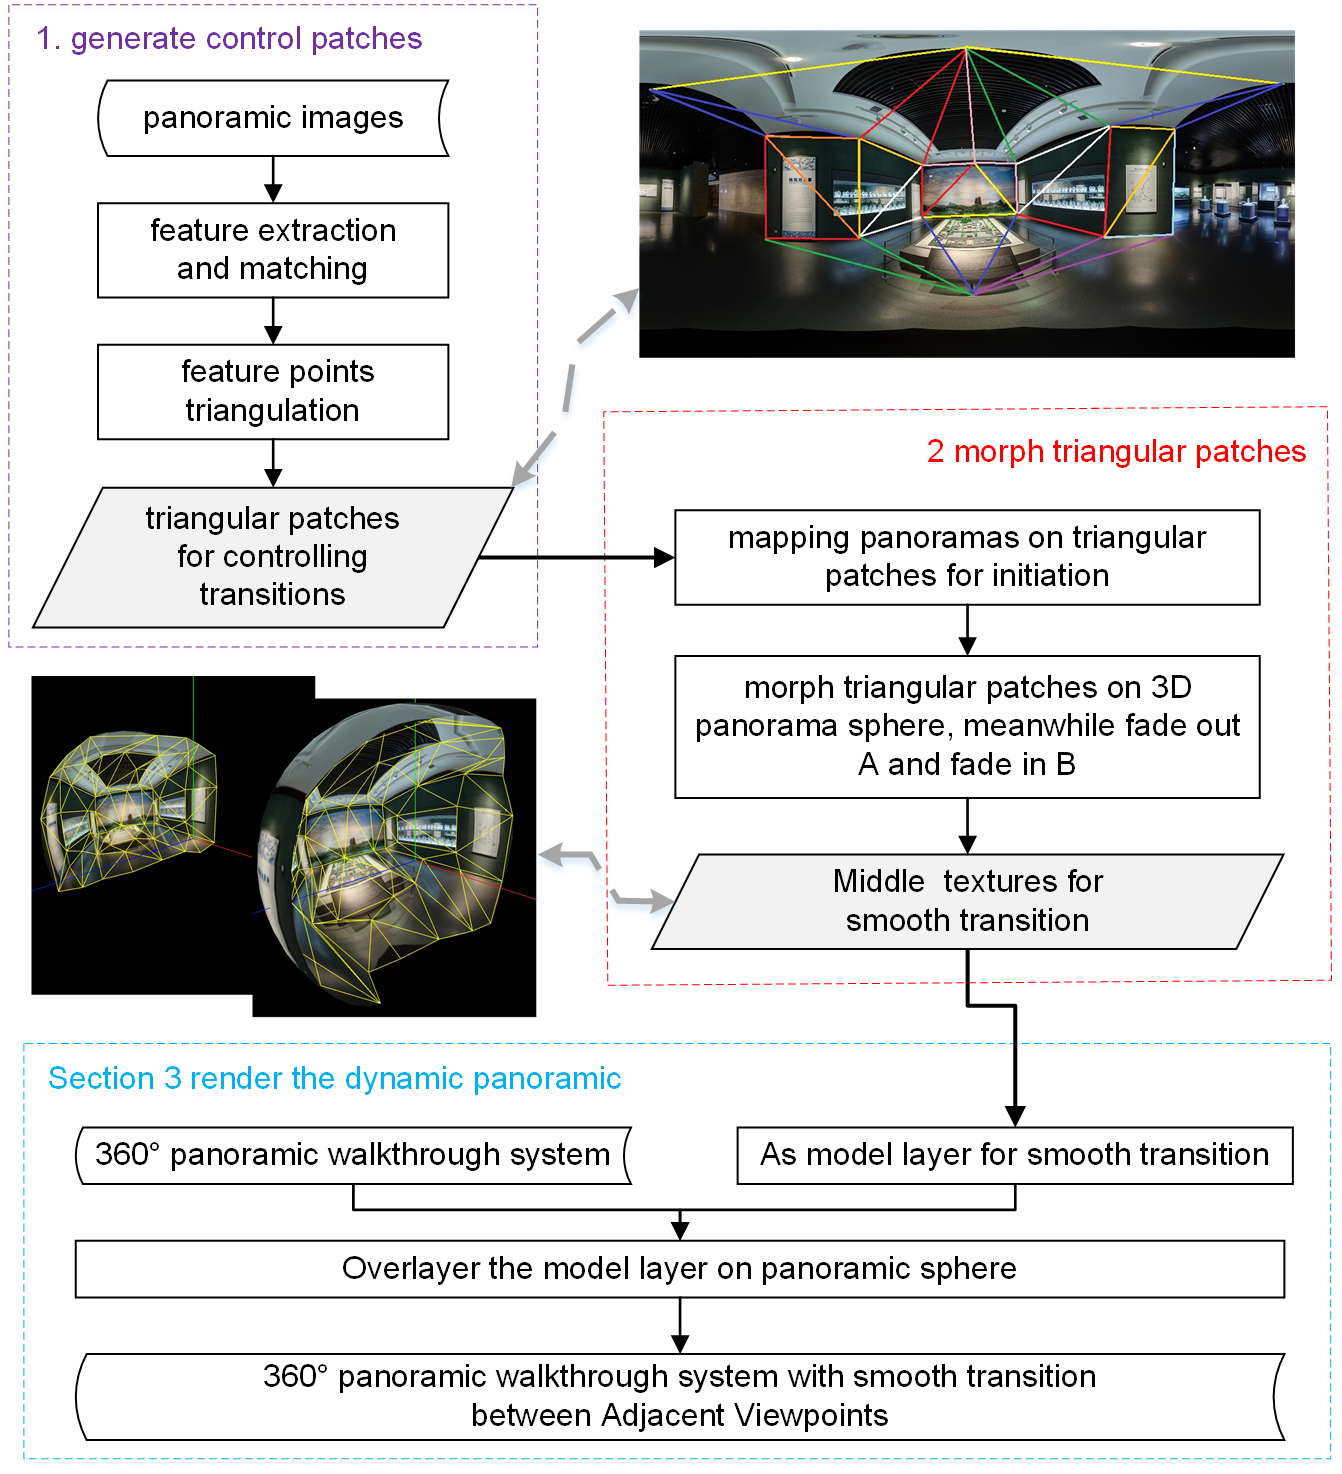 1. generate control patches
panoramic images
feature extraction
and matching
feature points
triangulation
triangular patches
for controlling
transitions
2 morph triangular patches
mapping panoramas on triangular
patches for initiation
morph triangular patches on 3D
panorama sphere, meanwhile fade out
A and fade in B
Middle textures for
smooth transition
Section 3 render the dynamic panoramic
360° panoramic walkthrough system
As model layer for smooth transition
Overlayer the model layer on panoramic sphere
360° panoramic walkthrough system with smooth transition
between Adjacent Viewpoints